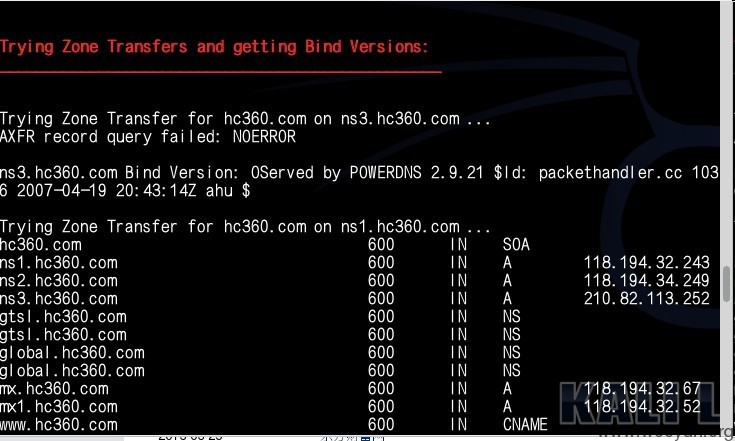 Trying Zone Transfers and getting Bind Versions:
Trying Zone Transfer for hc360.com on ns3.hc360.com ...
AXFR record query failed: NOERROR
ns3.hc360.com Bind Version: OServed by POWERDNS 2.9.21 $Id: packethandler.cc 103
6 2007-04-19 20:43:14Z ahu $
Trying Zone Transfer for hc360.com on ns1.hc360.com ...
hc360.com 600 IN SOA
ns1.hc360.com 600 IN A 118.194.32.243
ns2.hc360.com 600 IN A 118.194.34.249
ns3.hc360.com 600 IN A 210.82.113.252
gtsl.hc360.com 600 IN NS
gtsl.hc360.com 600 IN NS
global.hc360.com 600 IN NS
global.hc360.com 600 IN NS
mx.hc360.com 600 IN A 118.194.32.67
mx1.hc360.com 600 IN A 118.194.32.52
www.hc360.com 600 IN CNAME
KALI L